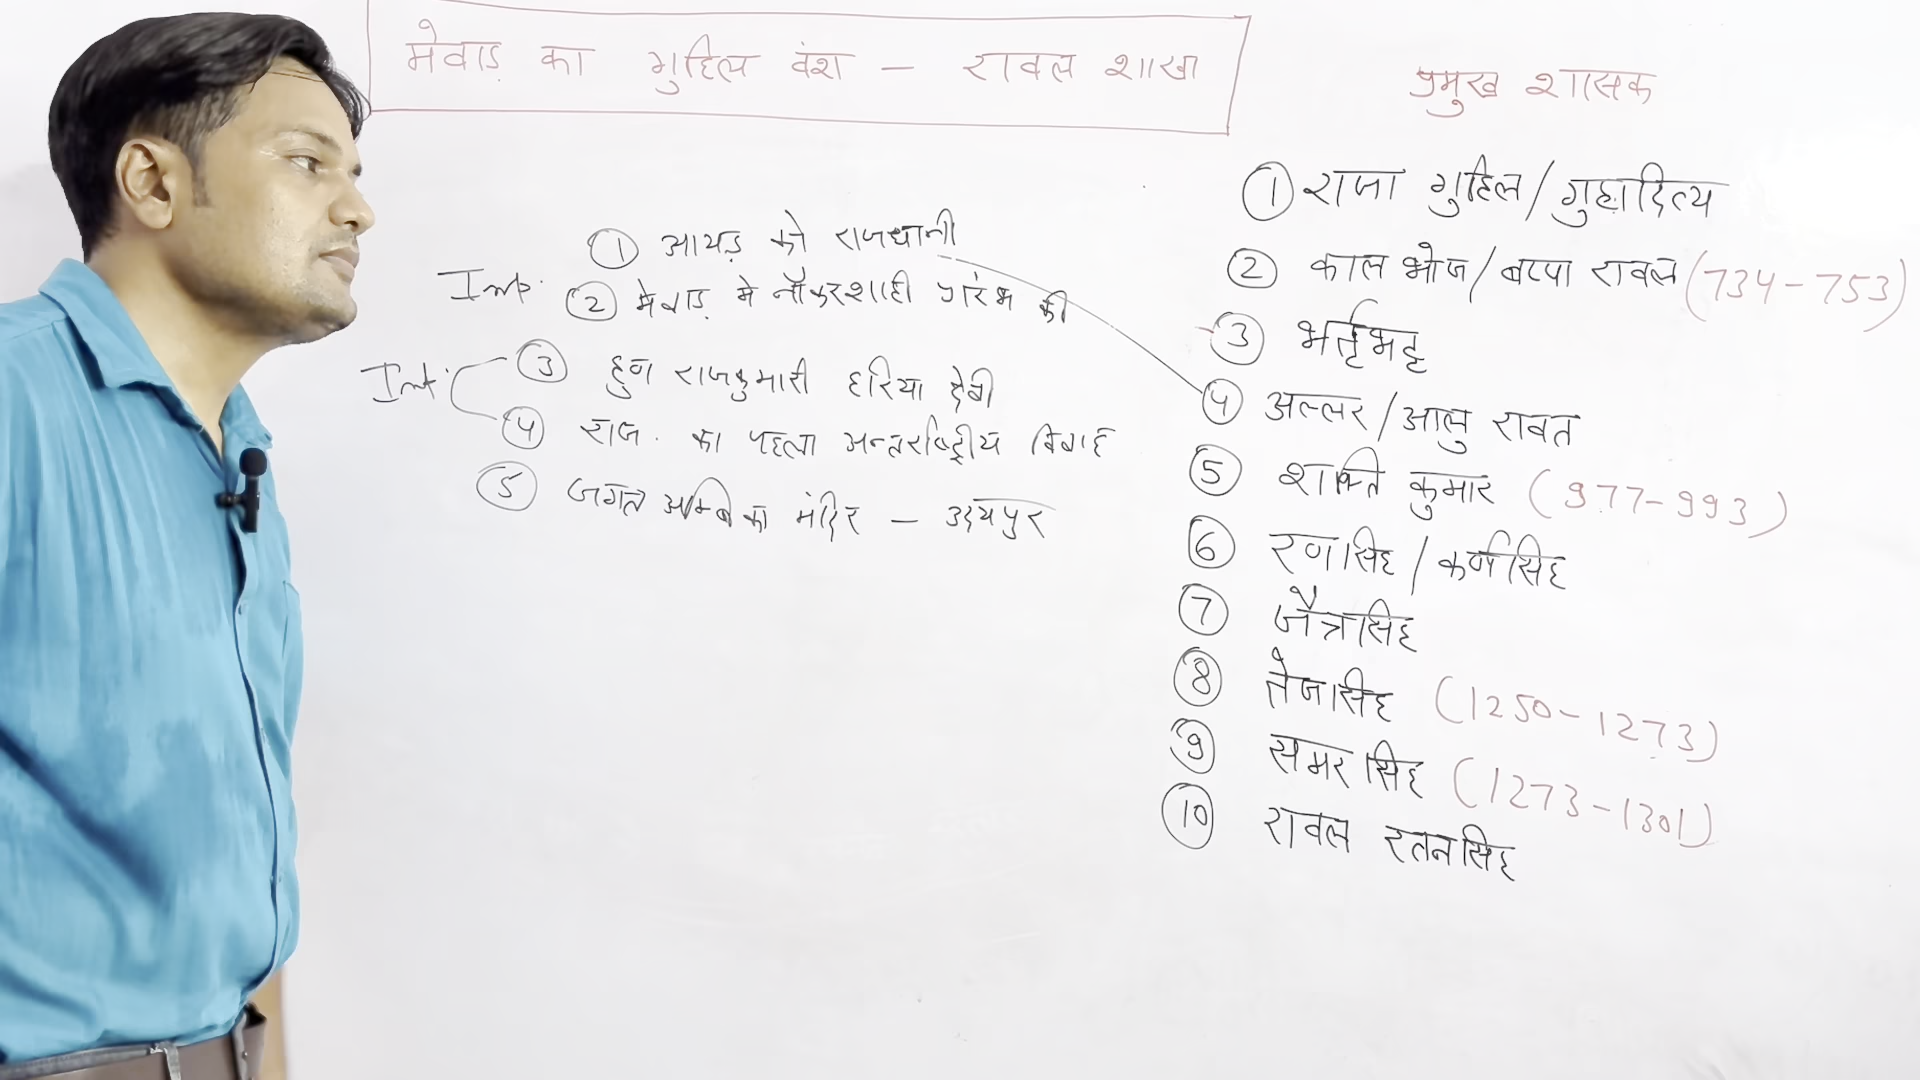 मेवाड़ का गुहिल वंश - रावल शाखा
प्रमुख शासक
① आयड़ को राजधानी
Imp. ② मेवाड़ मे नौकरशाही प्रारंभ की
Imp. ③ हुण राजकुमारी हरिया देवी
④ राज. का पहला अन्तर्राष्ट्रीय विवाह
⑤ जगत अम्बिका मंदिर - उदयपुर
① राजा गुहिल/गुहादित्य
② काल भोज/बप्पा रावल (734-753)
③ भर्तृभट्ट
④ अल्लर/आलु रावत
⑤ शक्ति कुमार (977-993)
⑥ रणसिंह/कर्णसिंह
⑦ जैत्रसिंह
⑧ तेजसिंह (1250-1273)
⑨ समरसिंह (1273-1301)
⑩ रावल रतनसिंह